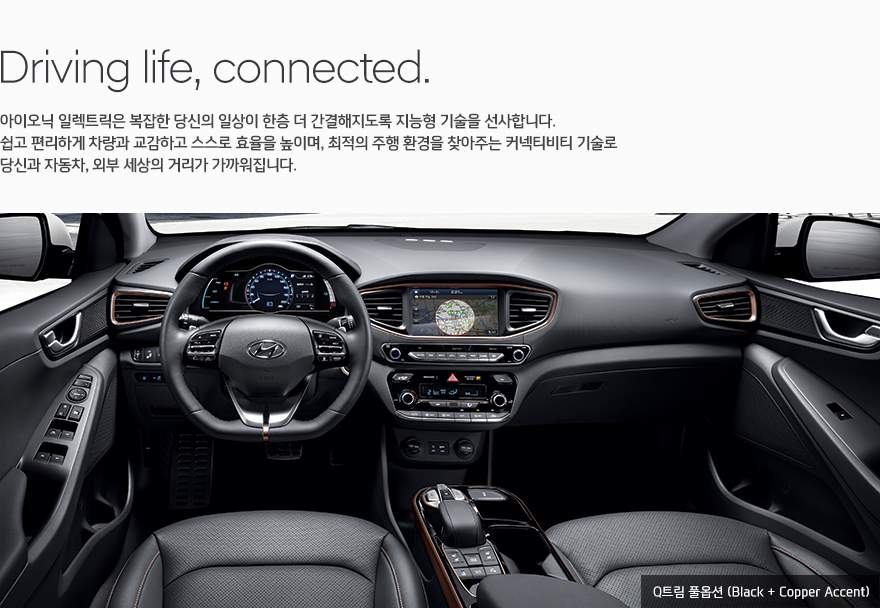 Driving life, connected.
아이오닉 일렉트릭은 복잡한 당신의 일상이 한층 더 간결해지도록 지능형 기술을 선사합니다.
쉽고 편리하게 차량과 교감하고 스스로 효율을 높이며, 최적의 주행 환경을 찾아주는 커넥티비티 기술로
당신과 자동차, 외부 세상의 거리가 가까워집니다.
Q트림 풀옵션 (Black + Copper Accent)